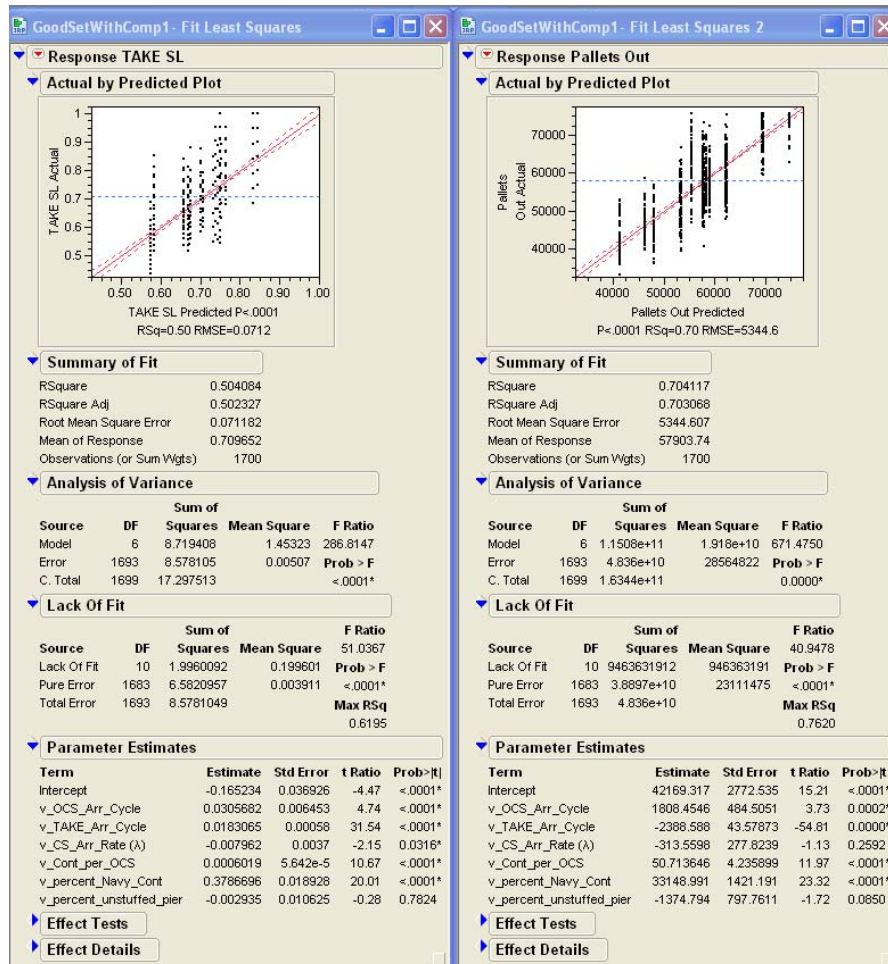 GoodSetWithComp1- Fit Least Squares
Response TAKE SL
Actual by Predicted Plot
1
0.9
0.8
0.7
0.6
0.5
TAKE SL Actual
0.50 0.60 0.70 0.80 0.90 1.00
TAKE SL Predicted P<.0001
RSq=0.50 RMSE=0.0712
Summary of Fit
RSquare 0.504084
RSquare Adj 0.502327
Root Mean Square Error 0.071182
Mean of Response 0.709652
Observations (or Sum Wgts) 1700
Analysis of Variance
Sum of
Source DF Squares Mean Square F Ratio
Model 6 8.719408 1.45323 286.8147
Error 1693 8.578105 0.00507 Prob > F
C. Total 1699 17.297513 <.0001*
Lack Of Fit
Sum of F Ratio
Source DF Squares Mean Square 51.0367
Lack Of Fit 10 1.9960092 0.199601 Prob > F
Pure Error 1683 6.5820957 0.003911 <.0001*
Total Error 1693 8.5781049 Max RSq
0.6195
Parameter Estimates
Term Estimate Std Error t Ratio Prob>|t|
Intercept -0.165234 0.036926 -4.47 <.0001*
v_OCS_Arr_Cycle 0.0305682 0.006453 4.74 <.0001*
v_TAKE_Arr_Cycle 0.0183065 0.00058 31.54 <.0001*
v_CS_Arr_Rate (λ) -0.007962 0.0037 -2.15 0.0316*
v_Cont_per_OCS 0.0006019 5.642e-5 10.67 <.0001*
v_percent_Navy_Cont 0.3786696 0.018928 20.01 <.0001*
v_percent_unstuffed_pier -0.002935 0.010625 -0.28 0.7824
Effect Tests
Effect Details
GoodSetWithComp1- Fit Least Squares 2
Response Pallets Out
Actual by Predicted Plot
70000
60000
50000
40000
Pallets
Out Actual
40000 50000 60000 70000
Pallets Out Predicted
P<.0001 RSq=0.70 RMSE=5344.6
Summary of Fit
RSquare 0.704117
RSquare Adj 0.703068
Root Mean Square Error 5344.607
Mean of Response 57903.74
Observations (or Sum Wgts) 1700
Analysis of Variance
Sum of
Source DF Squares Mean Square F Ratio
Model 6 1.1508e+11 1.918e+10 671.4750
Error 1693 4.836e+10 28564822 Prob > F
C. Total 1699 1.6344e+11 0.0000*
Lack Of Fit
Sum of F Ratio
Source DF Squares Mean Square 40.9478
Lack Of Fit 10 9463631912 946363191 Prob > F
Pure Error 1683 3.8897e+10 23111475 <.0001*
Total Error 1693 4.836e+10 Max RSq
0.7620
Parameter Estimates
Term Estimate Std Error t Ratio Prob>|t
Intercept 42169.317 2772.535 15.21 <.0001*
v_OCS_Arr_Cycle 1808.4546 484.5051 3.73 0.0002*
v_TAKE_Arr_Cycle -2388.588 43.57873 -54.81 0.0000*
v_CS_Arr_Rate (λ) -313.5598 277.8239 -1.13 0.2592
v_Cont_per_OCS 50.713646 4.235899 11.97 <.0001*
v_percent_Navy_Cont 33148.991 1421.191 23.32 <.0001*
v_percent_unstuffed_pier -1374.794 797.7611 -1.72 0.0850
Effect Tests
Effect Details